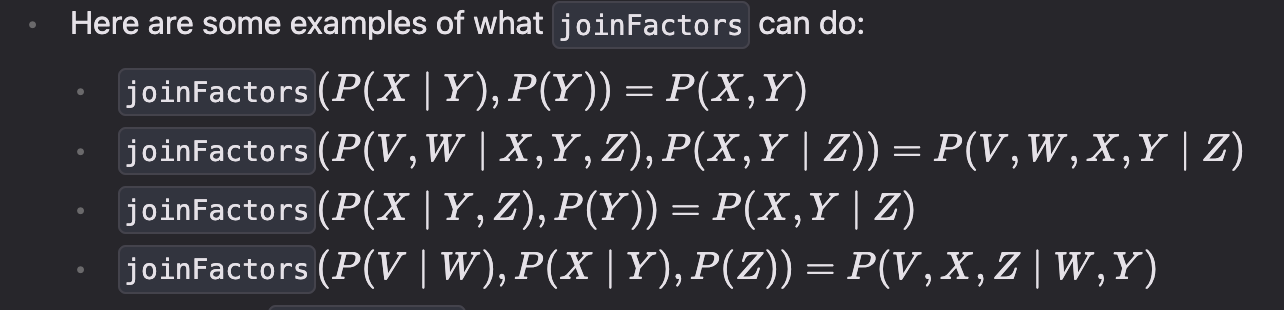 Here are some examples of what joinFactors can do:
joinFactors(P(X | Y), P(Y)) = P(X, Y)
joinFactors(P(V, W | X, Y, Z), P(X, Y | Z)) = P(V, W, X, Y | Z)
joinFactors(P(X | Y, Z), P(Y)) = P(X, Y | Z)
joinFactors(P(V | W), P(X | Y), P(Z)) = P(V, X, Z | W, Y)